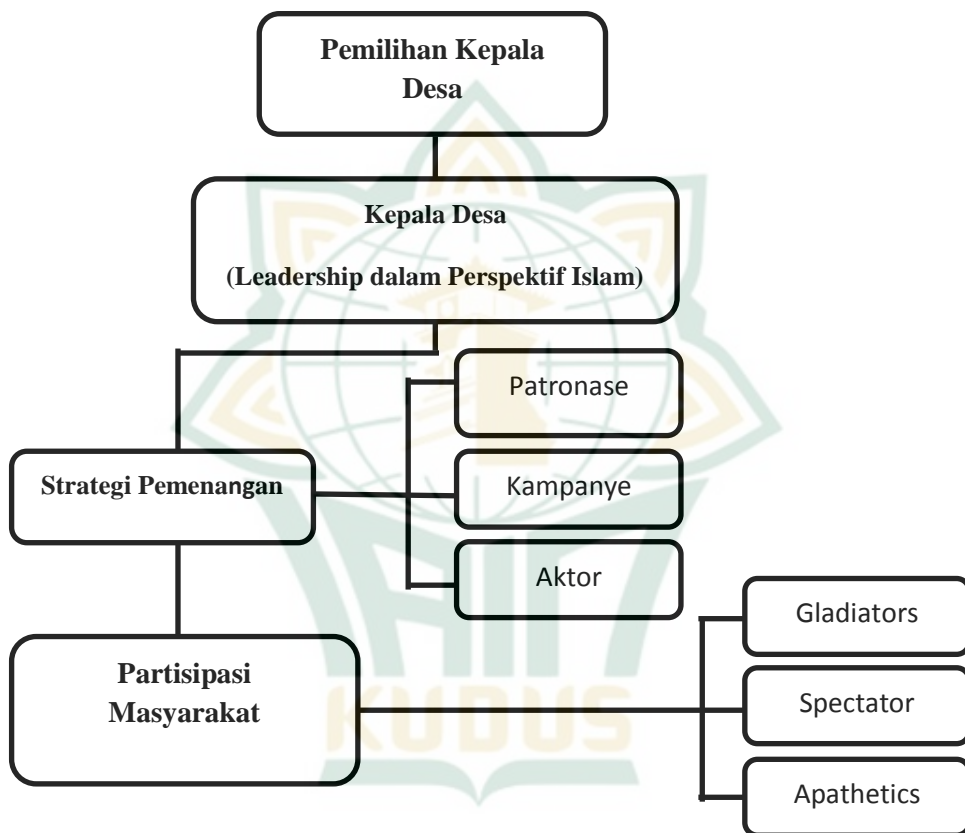 Pemilihan Kepala
Desa
Kepala Desa
(Leadership dalam Perspektif Islam)
Patronase
Strategi Pemenangan
Kampanye
Aktor
Gladiators
Partisipasi
Masyarakat
Spectator
Apathetics
KUDUS